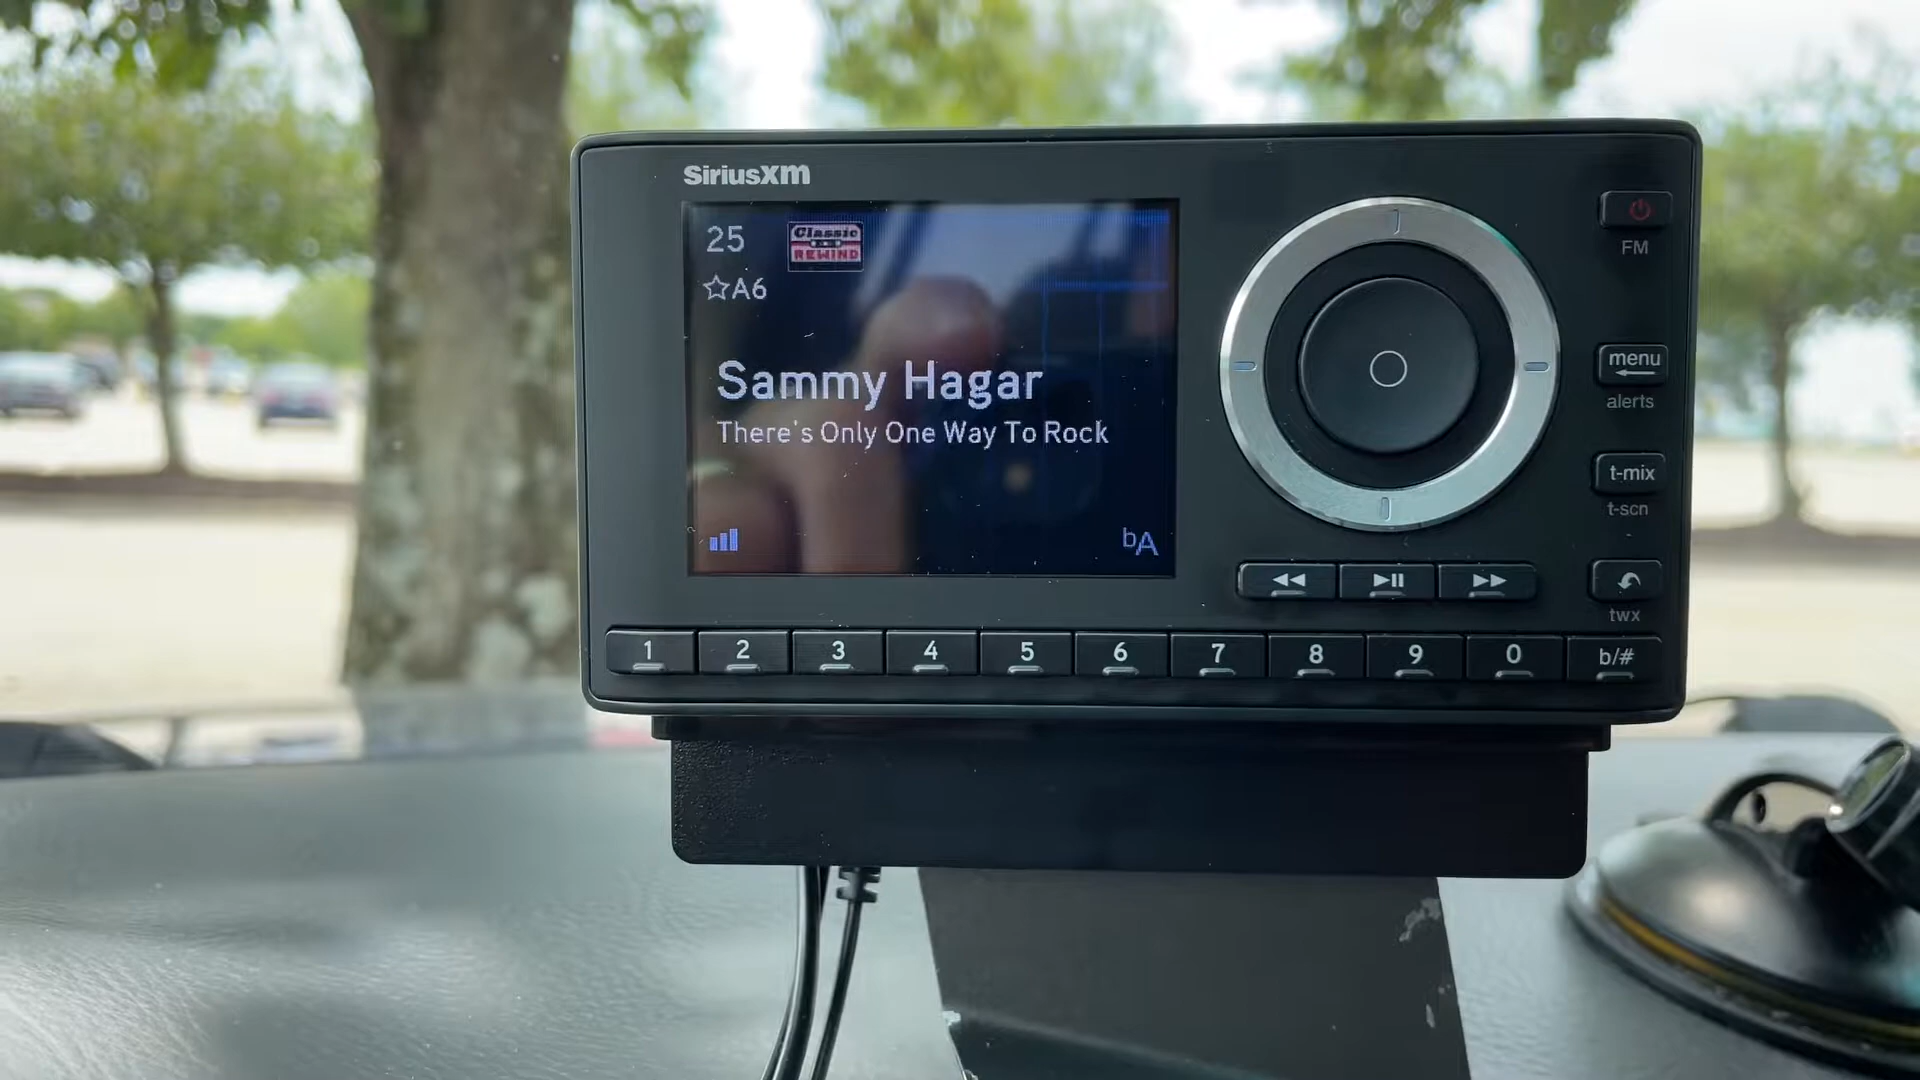 SiriusXM
25
Classic
REWIND
☆A6
Sammy Hagar
There's Only One Way To Rock
bA
FM
menu
alerts
t-mix
t-scn
twx
1 2 3 4 5 6 7 8 9 0 b/#